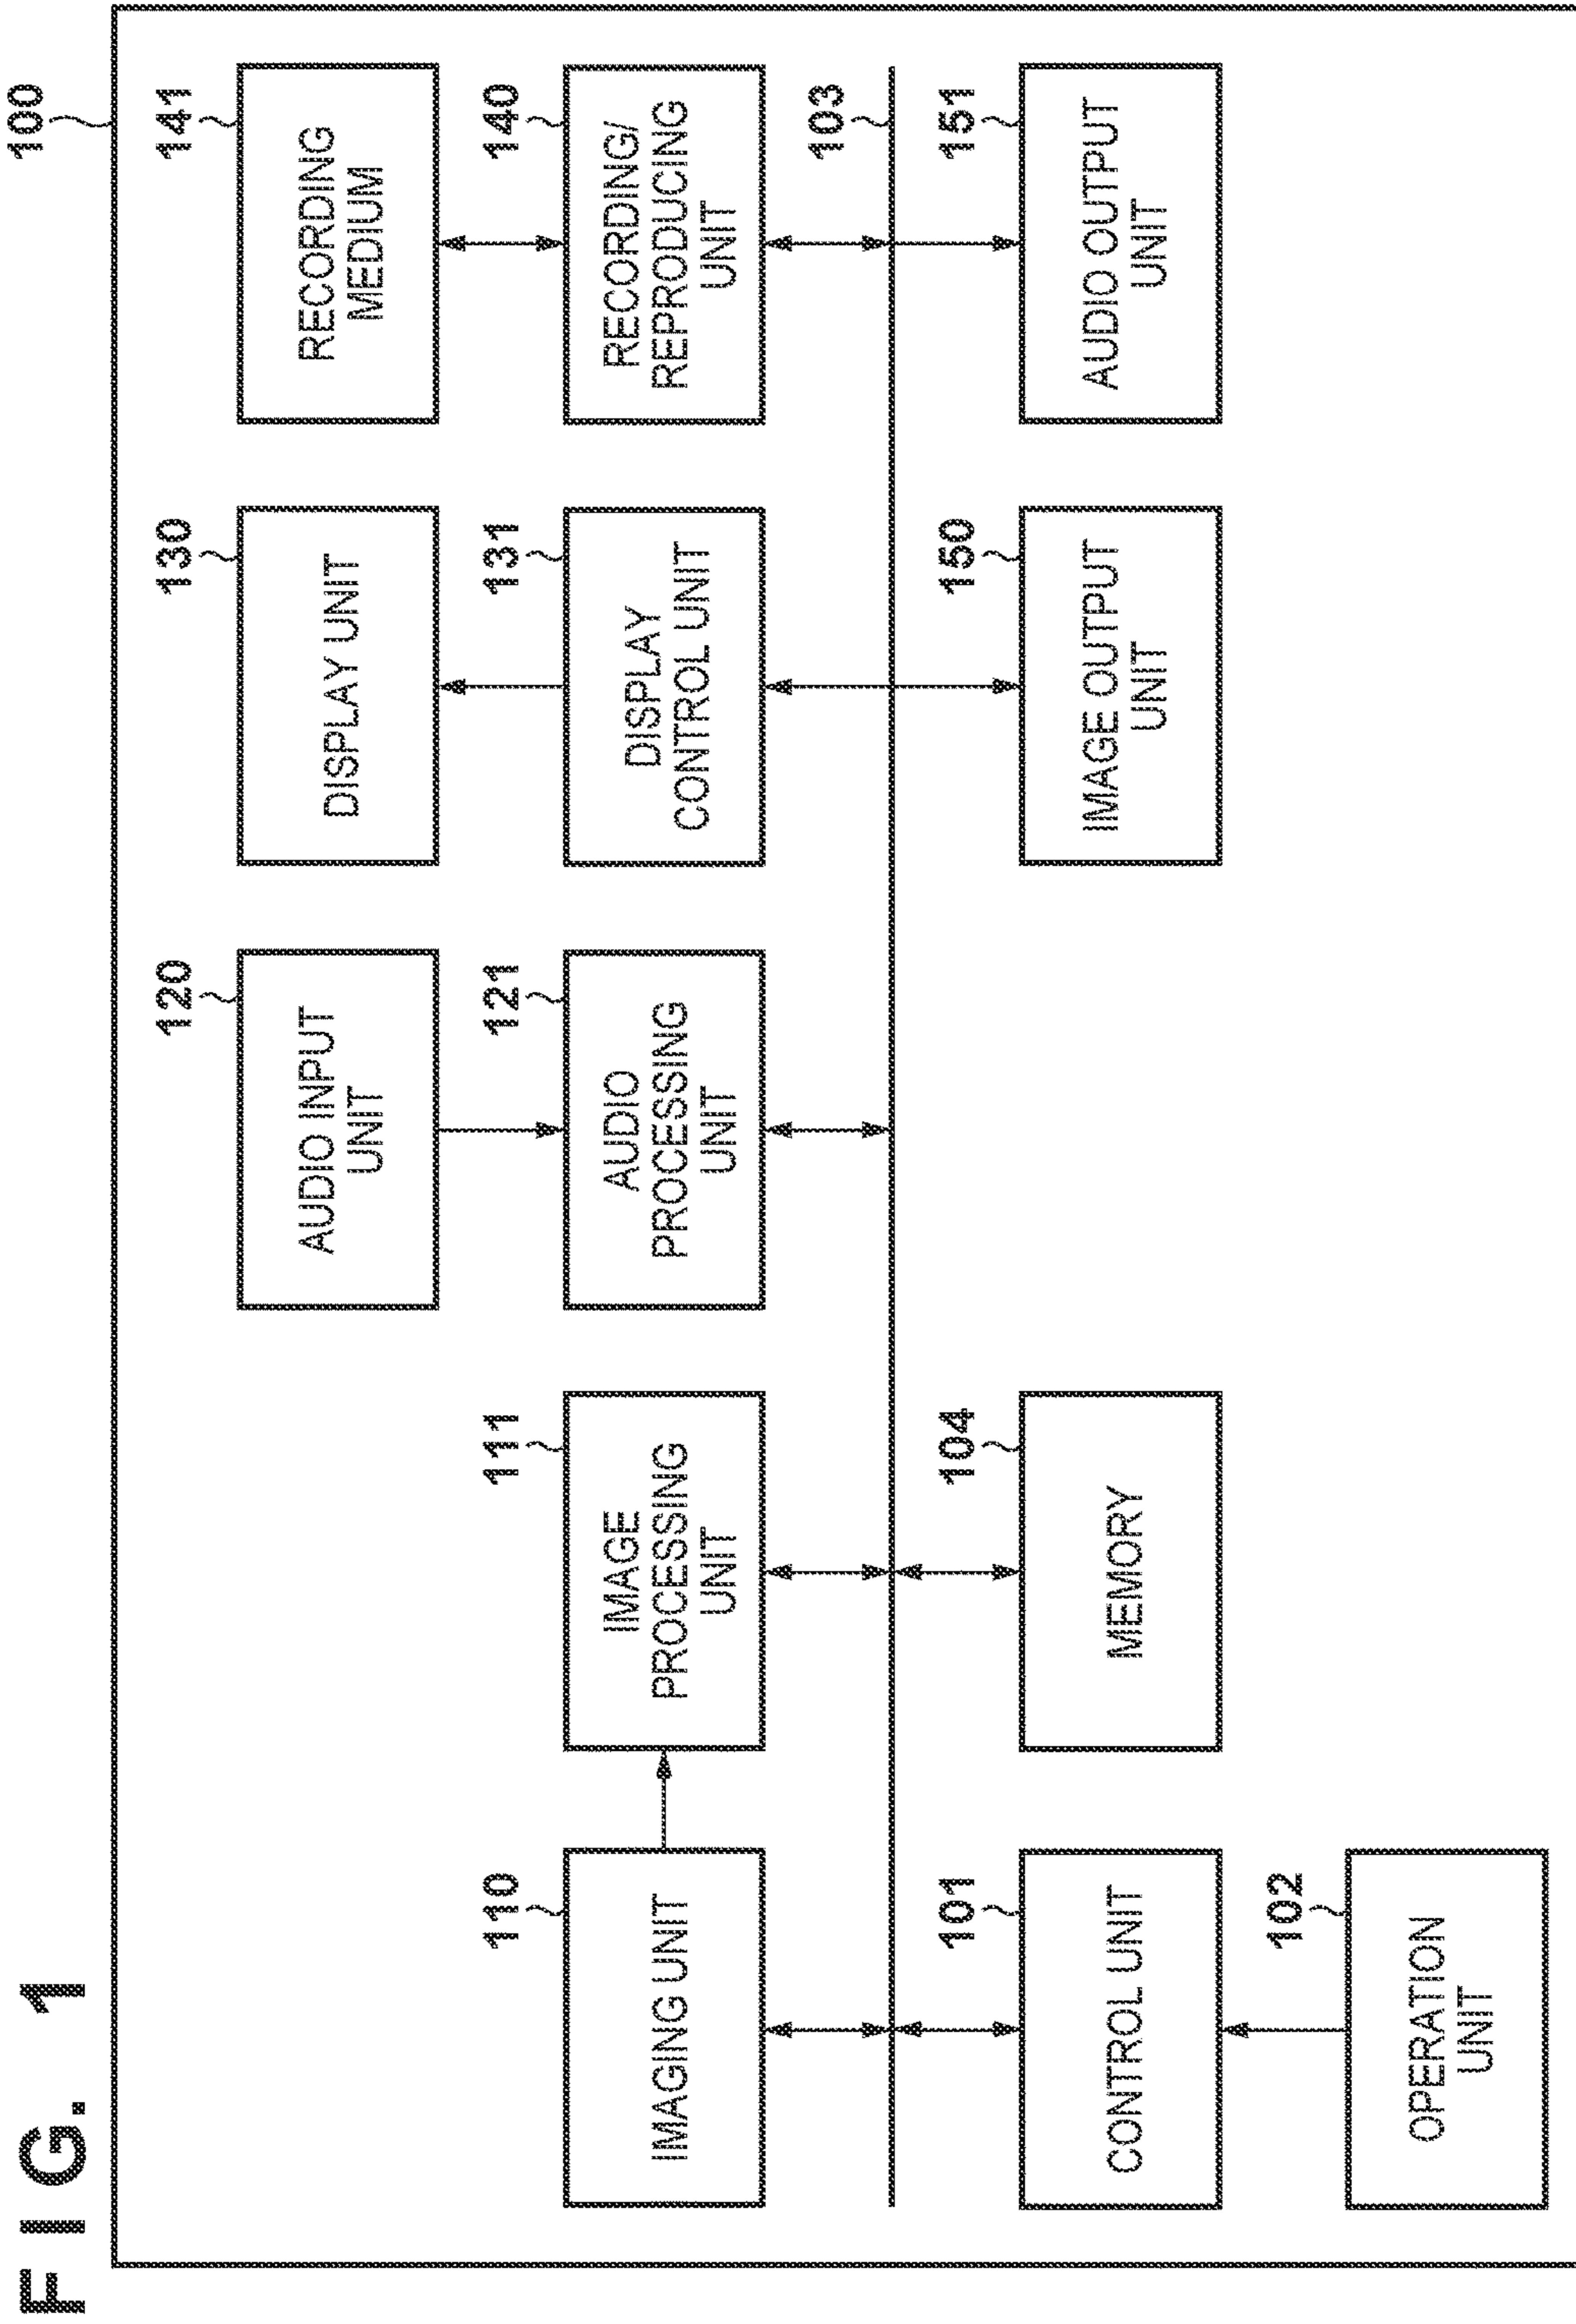 FIG. 1
100
120
AUDIO INPUT
UNIT
130
DISPLAY UNIT
141
RECORDING
MEDIUM
110
IMAGING UNIT
111
IMAGE
PROCESSING
UNIT
121
AUDIO
PROCESSING
UNIT
131
DISPLAY
CONTROL UNIT
140
RECORDING/
REPRODUCING
UNIT
103
101
CONTROL UNIT
104
MEMORY
150
IMAGE OUTPUT
UNIT
151
AUDIO OUTPUT
UNIT
102
OPERATION
UNIT